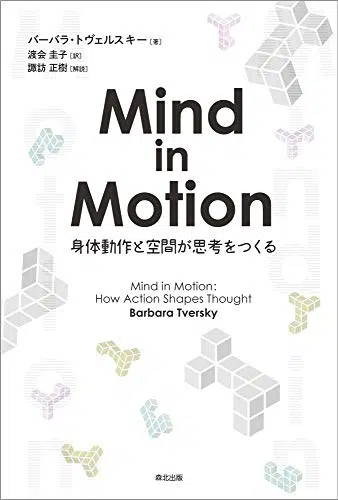 バーバラ・トヴェルスキー［著］
渡会 圭子［訳］
諏訪 正樹［解説］
Mind
in
Motion
身体動作と空間が思考をつくる
Mind in Motion:
How Action Shapes Thought
Barbara Tversky
森北出版